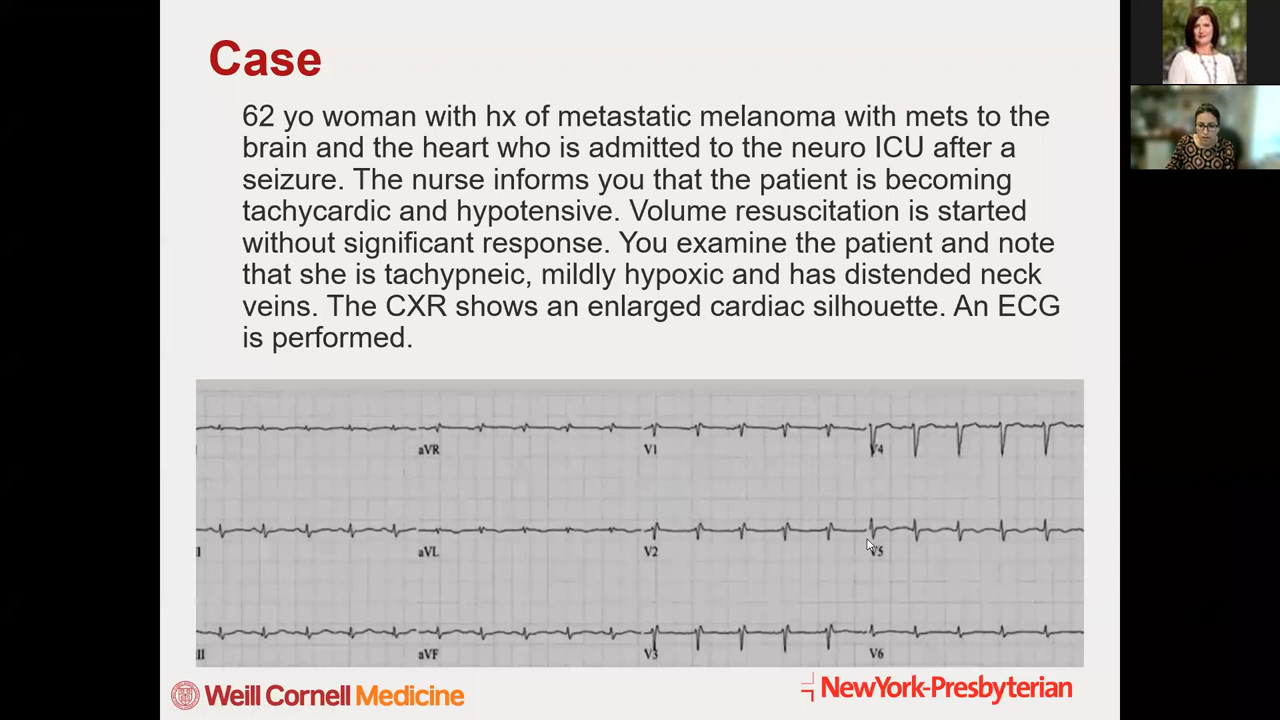 Case
62 yo woman with hx of metastatic melanoma with mets to the
brain and the heart who is admitted to the neuro ICU after a
seizure. The nurse informs you that the patient is becoming
tachycardic and hypotensive. Volume resuscitation is started
without significant response. You examine the patient and note
that she is tachypneic, mildly hypoxic and has distended neck
veins. The CXR shows an enlarged cardiac silhouette. An ECG
is performed.
I aVR V1 V4
II aVL V2 V5
III aVF V3 V6
Weill Cornell Medicine
NewYork-Presbyterian